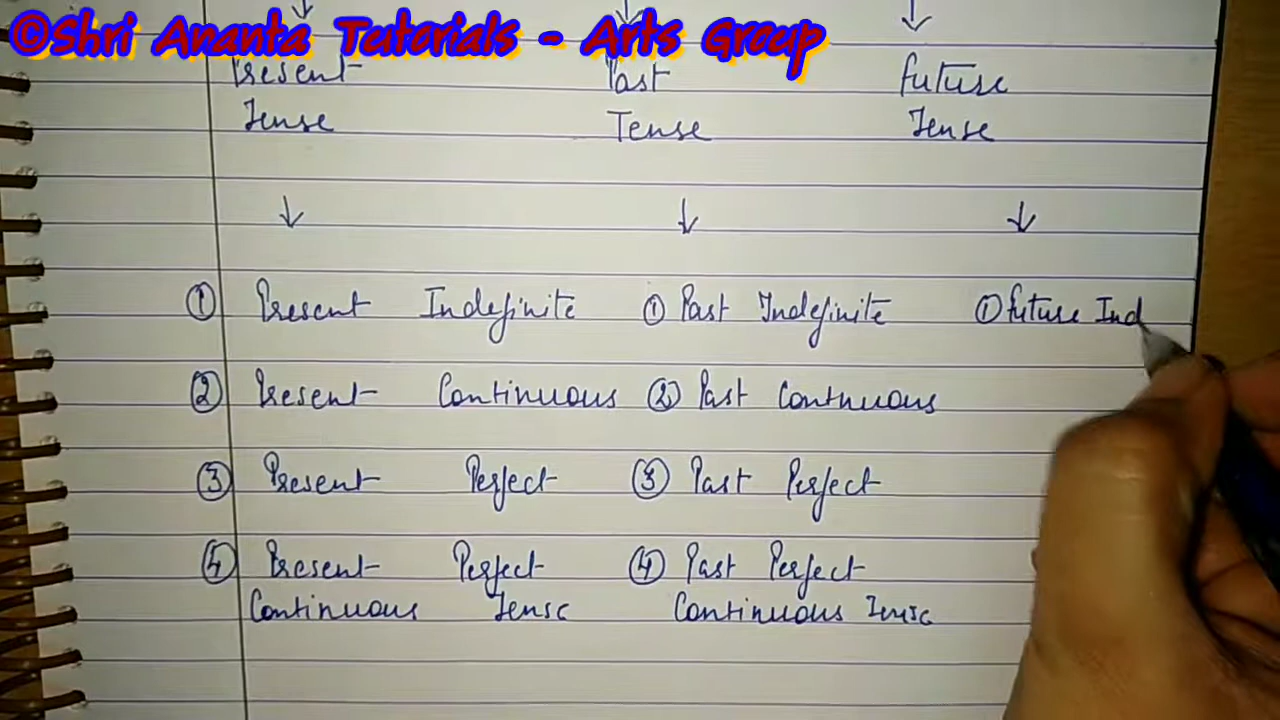 ©Shri Ananta Tutorials - Arts Group
Present Past future
Tense Tense Tense
① Present Indefinite ① Past Indefinite ① future Ind
② Present Continuous ② Past Continuous
③ Present Perfect ③ Past Perfect
④ Present Perfect ④ Past Perfect
Continuous Tense Continuous Tense